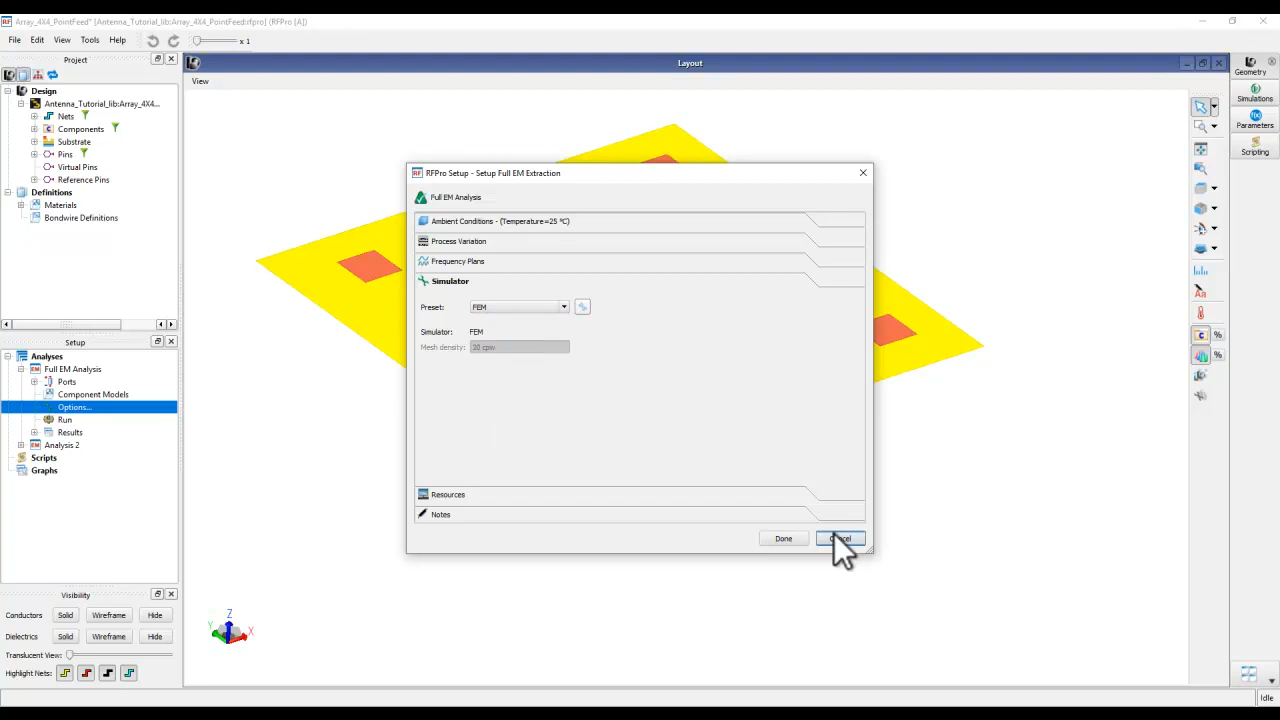 Array_4X4_PointFeed* [Antenna_Tutorial_lib:Array_4X4_PointFeed:rfpro] (RFPro) [A]
File Edit View Tools Help x 1
Project
Design
Antenna_Tutorial_lib:Array_4X4...
Nets
Components
Substrate
Pins
Virtual Pins
Reference Pins
Definitions
Materials
Bondwire Definitions
Setup
Analyses
Full EM Analysis
Ports
Component Models
Options...
Run
Results
Analysis 2
Scripts
Graphs
Visibility
Conductors Solid Wireframe Hide
Dielectrics Solid Wireframe Hide
Translucent View:
Highlight Nets:
Layout
View
RFPro Setup - Setup Full EM Extraction
Full EM Analysis
Ambient Conditions - (Temperature=25 °C)
Process Variation
Frequency Plans
Simulator
Preset: FEM
Simulator: FEM
Mesh density: 20 cpw
Resources
Notes
Done
Z
Y
X
Geometry
Simulations
Parameters
Scripting
Idle